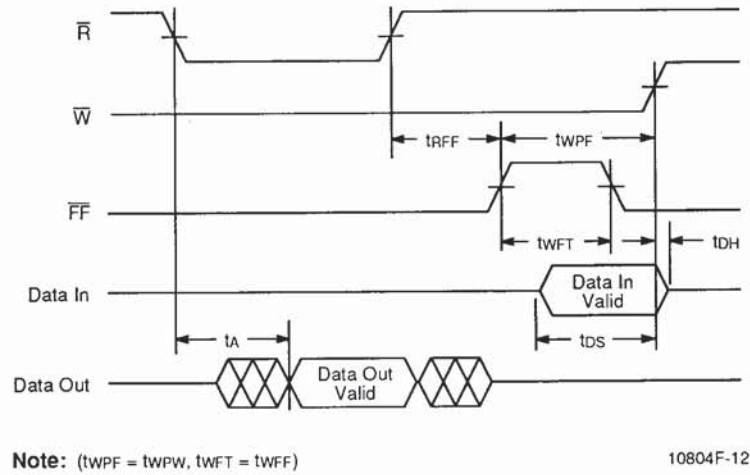 R̅
W̅
tRFF
tWPF
F̅F̅
tWFT
tDH
Data In
Data In
Valid
tDS
tA
Data Out
Data Out
Valid
Note: (tWPF = tWPW, tWFT = tWFF)
10804F-12